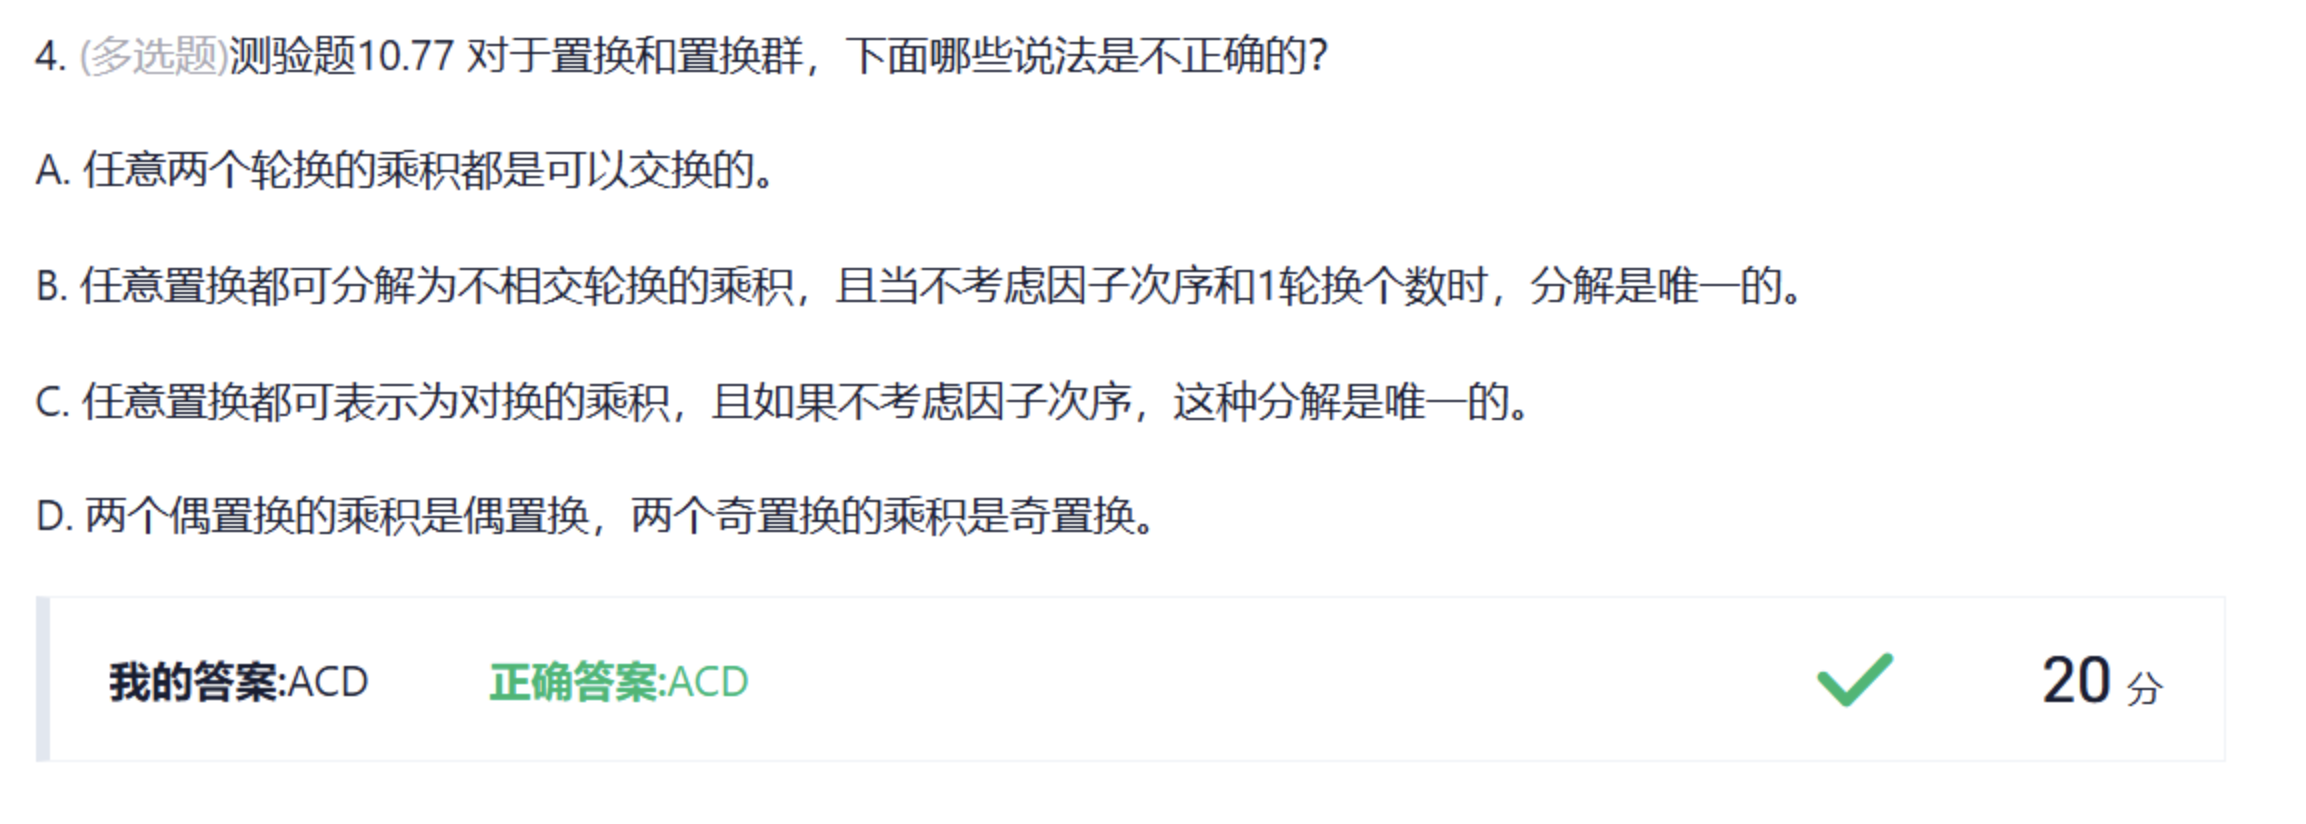 4. (多选题)测验题10.77 对于置换和置换群，下面哪些说法是不正确的？
A. 任意两个轮换的乘积都是可以交换的。
B. 任意置换都可分解为不相交轮换的乘积，且当不考虑因子次序和1轮换个数时，分解是唯一的。
C. 任意置换都可表示为对换的乘积，且如果不考虑因子次序，这种分解是唯一的。
D. 两个偶置换的乘积是偶置换，两个奇置换的乘积是奇置换。
我的答案:ACD 正确答案:ACD 20 分